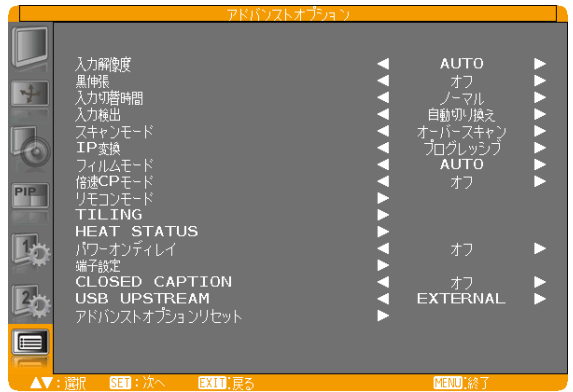 アドバンストオプション
入力解像度 AUTO
黒伸張 オフ
入力切替時間 ノーマル
入力検出 自動切り換え
スキャンモード オーバースキャン
IP変換 プログレッシブ
フィルムモード AUTO
倍速CPモード オフ
リモコンモード
TILING
HEAT STATUS
パワーオンディレイ オフ
端子設定
CLOSED CAPTION オフ
USB UPSTREAM EXTERNAL
アドバンストオプションリセット
PIP
1
2
▲▼:選択 SET:次へ EXIT:戻る MENU:終了